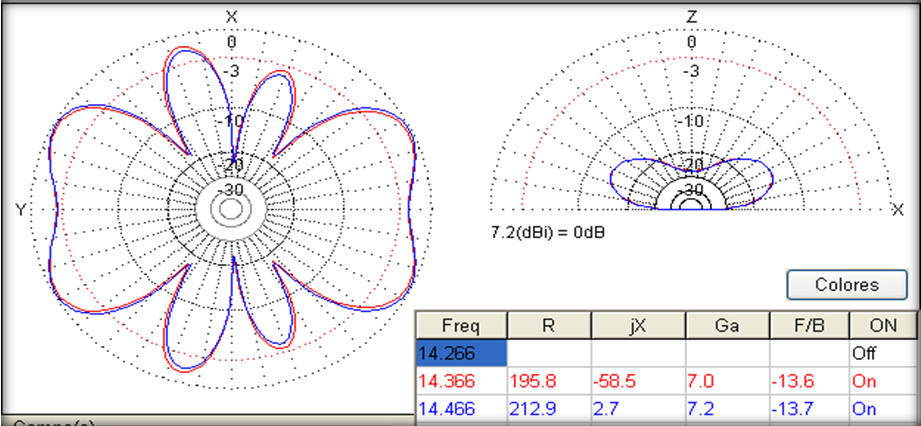 X
0
-3
-10
-20
-30
Y
Z
0
-3
-10
-20
-30
X
7.2(dBi) = 0dB
Colores
Freq R jX Ga F/B ON
14.266 Off
14.366 195.8 -58.5 7.0 -13.6 On
14.466 212.9 2.7 7.2 -13.7 On